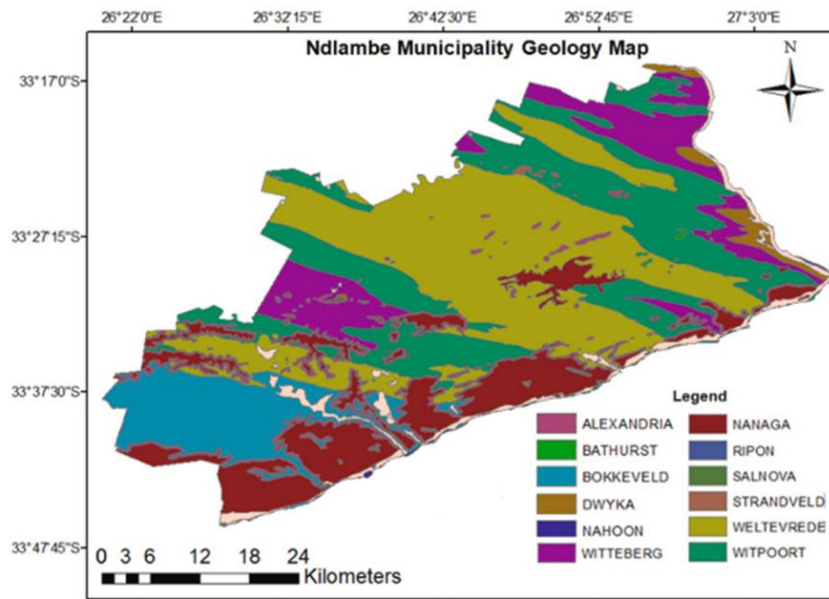 26°22'0"E 26°32'15"E 26°42'30"E 26°52'45"E 27°3'0"E
Ndlambe Municipality Geology Map
N
33°17'0"S
33°27'15"S
33°37'30"S
33°47'45"S
Legend
ALEXANDRIA NANAGA
BATHURST RIPON
BOKKEVELD SALNOVA
DWYKA STRANDVELD
NAHOON WELTEVREDE
WITTEBERG WITPOORT
0 3 6 12 18 24
Kilometers